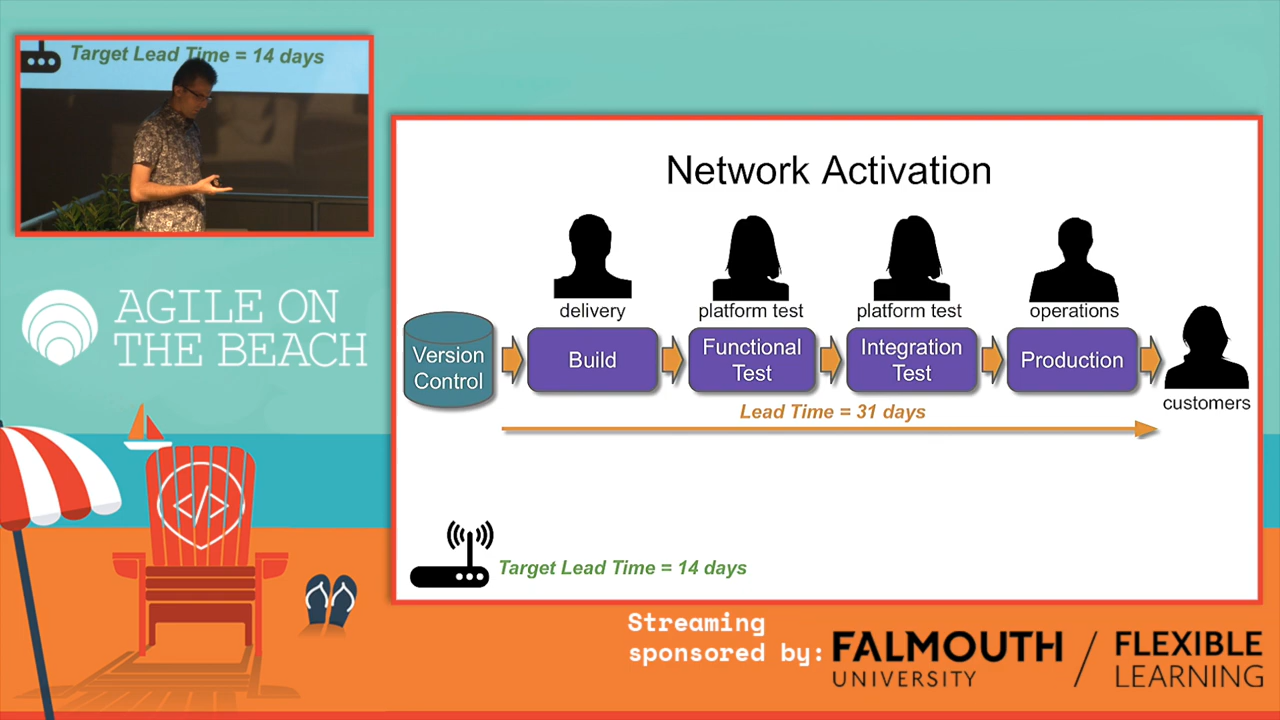 Target Lead Time = 14 days
AGILE ON
THE BEACH
</>
Network Activation
delivery
platform test
platform test
operations
Version
Control
Build
Functional
Test
Integration
Test
Production
customers
Lead Time = 31 days
Target Lead Time = 14 days
Streaming
sponsored by:
FALMOUTH
UNIVERSITY
/
FLEXIBLE
LEARNING